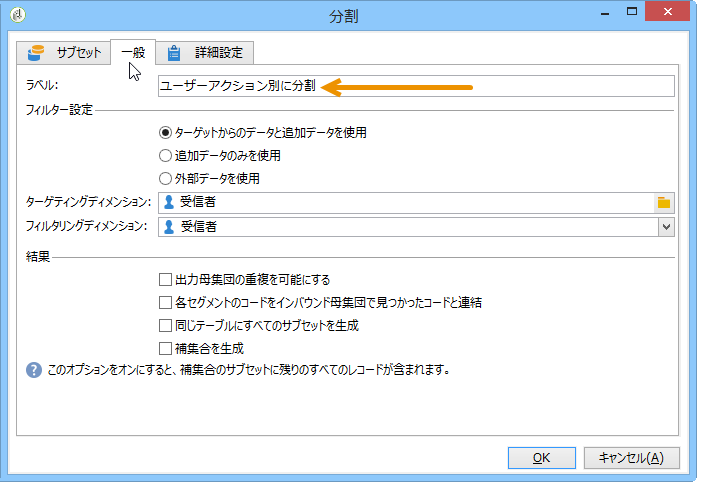 分割
サブセット 一般 詳細設定
ラベル: ユーザーアクション別に分割
フィルター設定
ターゲットからのデータと追加データを使用
追加データのみを使用
外部データを使用
ターゲティングディメンション: 受信者
フィルタリングディメンション: 受信者
結果
出力母集団の重複を可能にする
各セグメントのコードをインバウンド母集団で見つかったコードと連結
同じテーブルにすべてのサブセットを生成
補集合を生成
? このオプションをオンにすると、補集合のサブセットに残りのすべてのレコードが含まれます。
OK キャンセル(A)